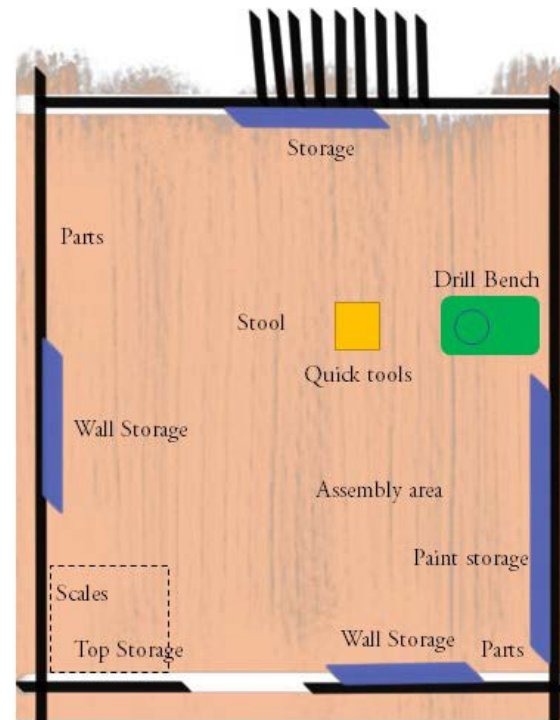 Storage
Parts
Drill Bench
Stool
Quick tools
Wall Storage
Assembly area
Paint storage
Scales
Wall Storage
Top Storage
Parts